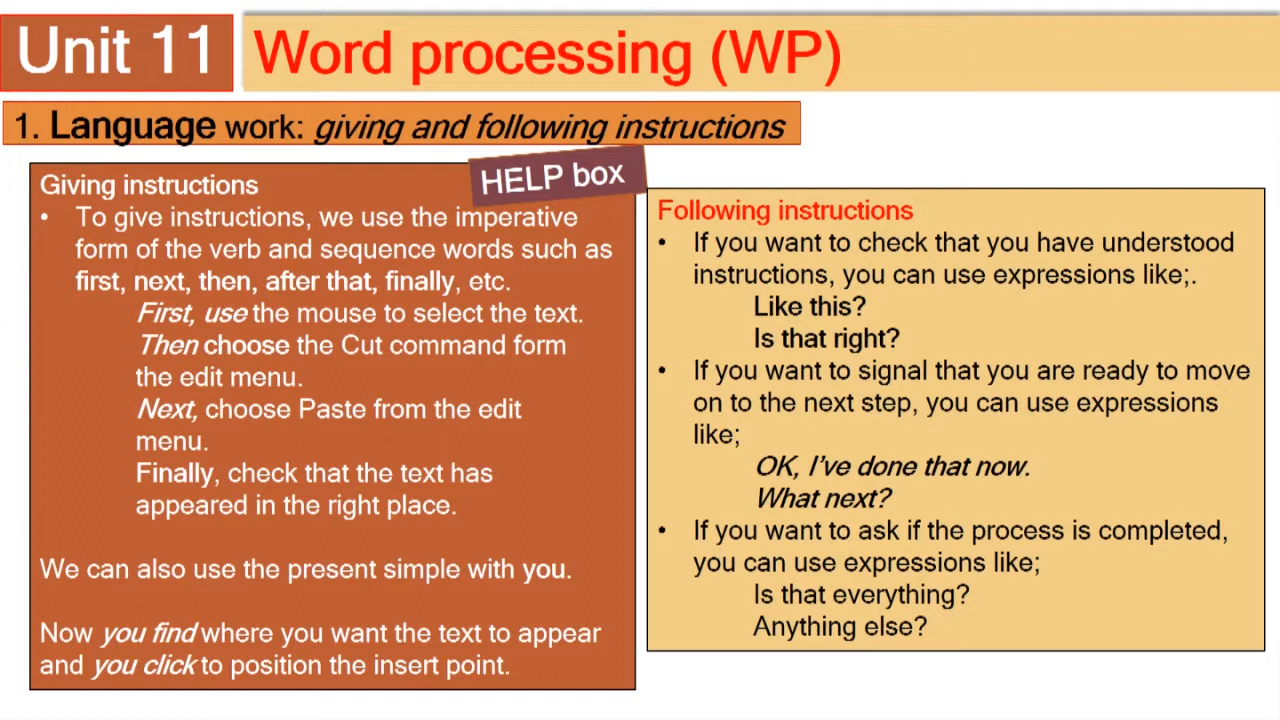 Unit 11
Word processing (WP)
1. Language work: giving and following instructions
HELP box
Giving instructions
• To give instructions, we use the imperative
form of the verb and sequence words such as
first, next, then, after that, finally, etc.
First, use the mouse to select the text.
Then choose the Cut command form
the edit menu.
Next, choose Paste from the edit
menu.
Finally, check that the text has
appeared in the right place.
We can also use the present simple with you.
Now you find where you want the text to appear
and you click to position the insert point.
Following instructions
• If you want to check that you have understood
instructions, you can use expressions like;.
Like this?
Is that right?
• If you want to signal that you are ready to move
on to the next step, you can use expressions
like;
OK, I've done that now.
What next?
• If you want to ask if the process is completed,
you can use expressions like;
Is that everything?
Anything else?